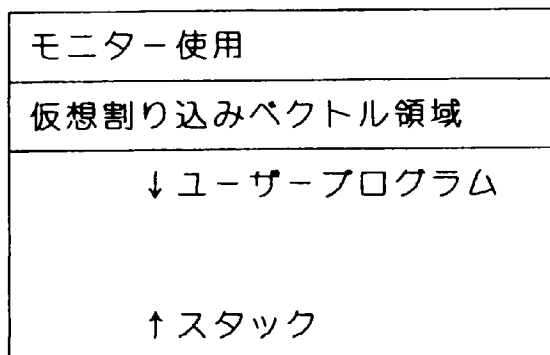 モニター使用
仮想割り込みベクトル領域
↓ユーザープログラム
↑スタック